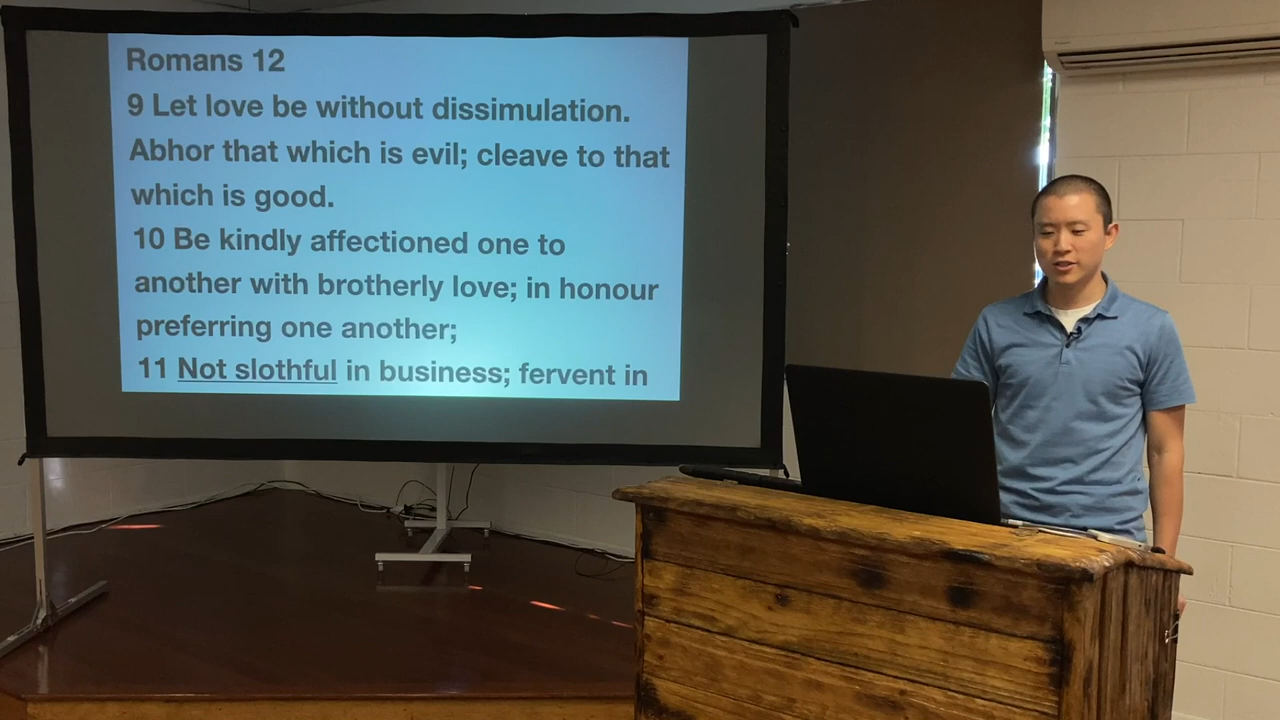 Romans 12
9 Let love be without dissimulation.
Abhor that which is evil; cleave to that
which is good.
10 Be kindly affectioned one to
another with brotherly love; in honour
preferring one another;
11 Not slothful in business; fervent in